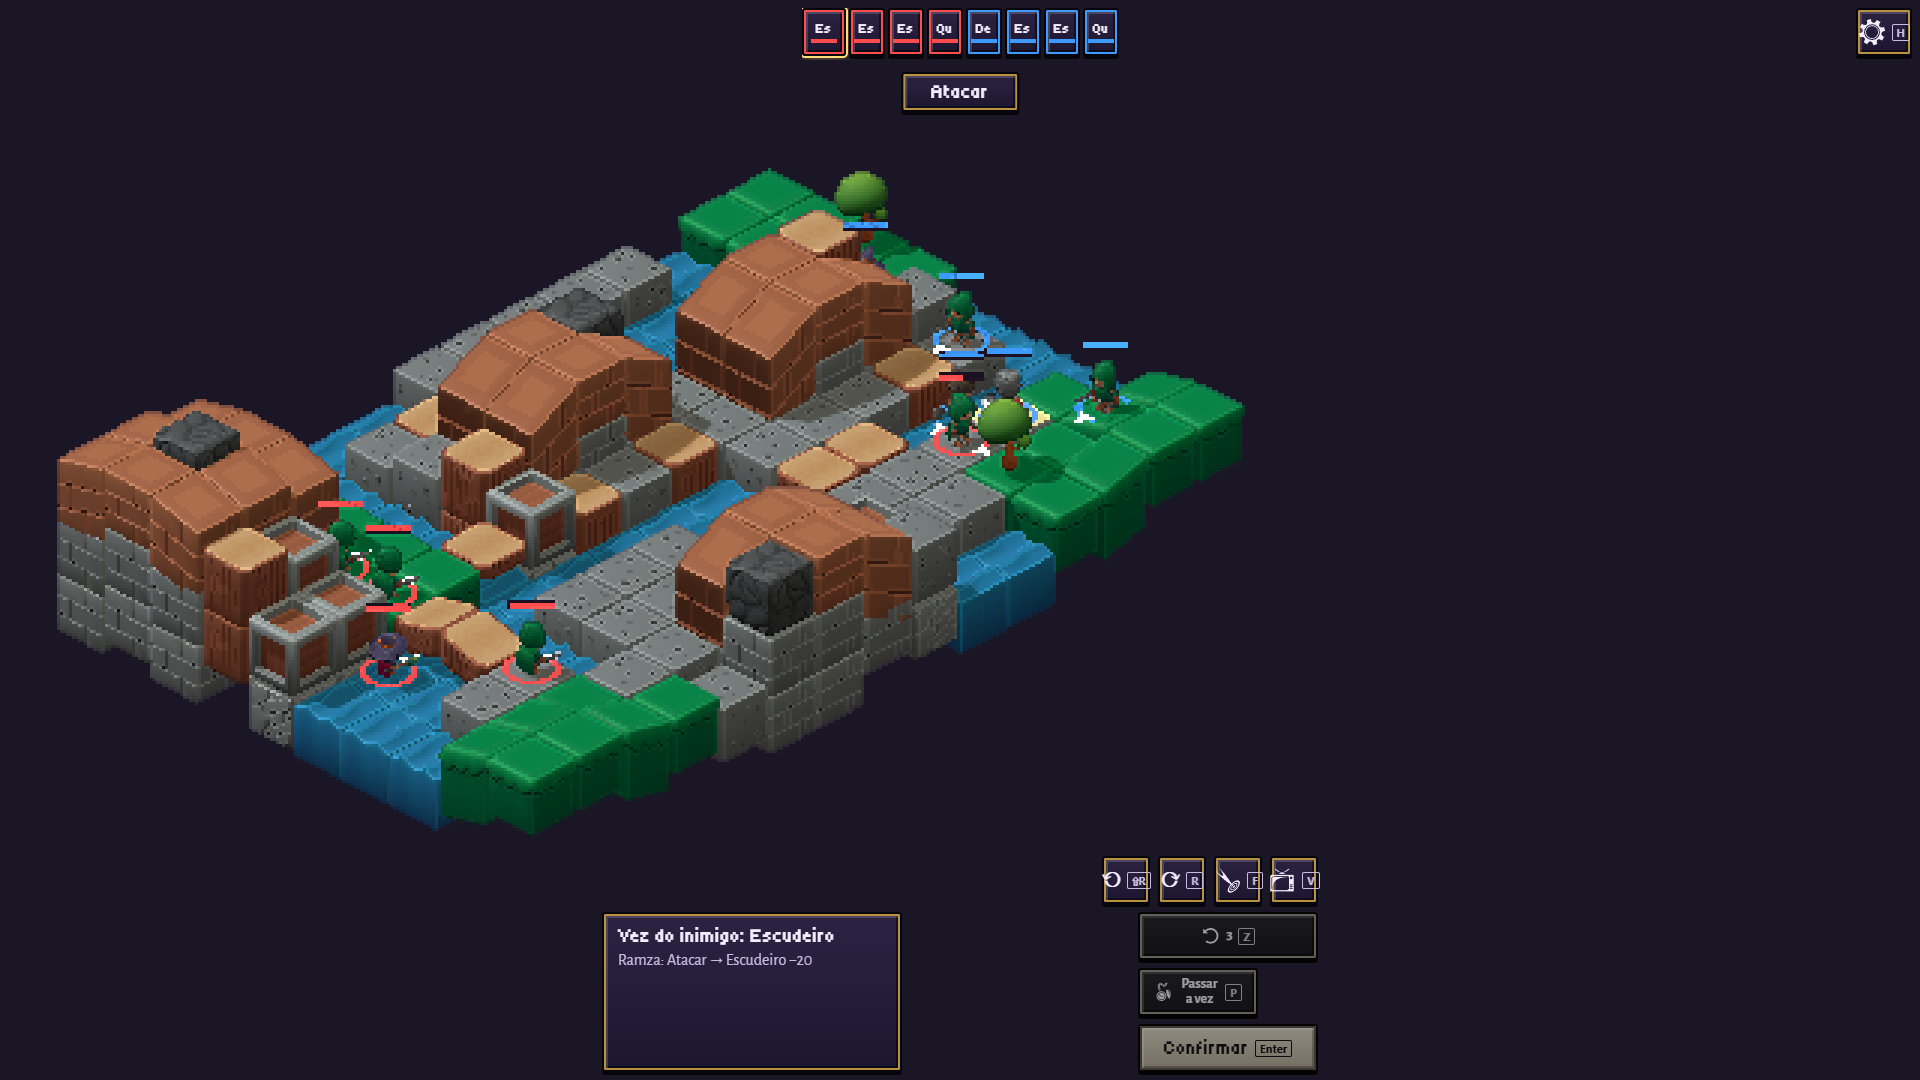 Es Es Es Qu De Es Es Qu
H
Atacar
⇧R R F V
Vez do inimigo: Escudeiro
Ramza: Atacar → Escudeiro −20
3 Z
Passar
a vez P
Confirmar Enter